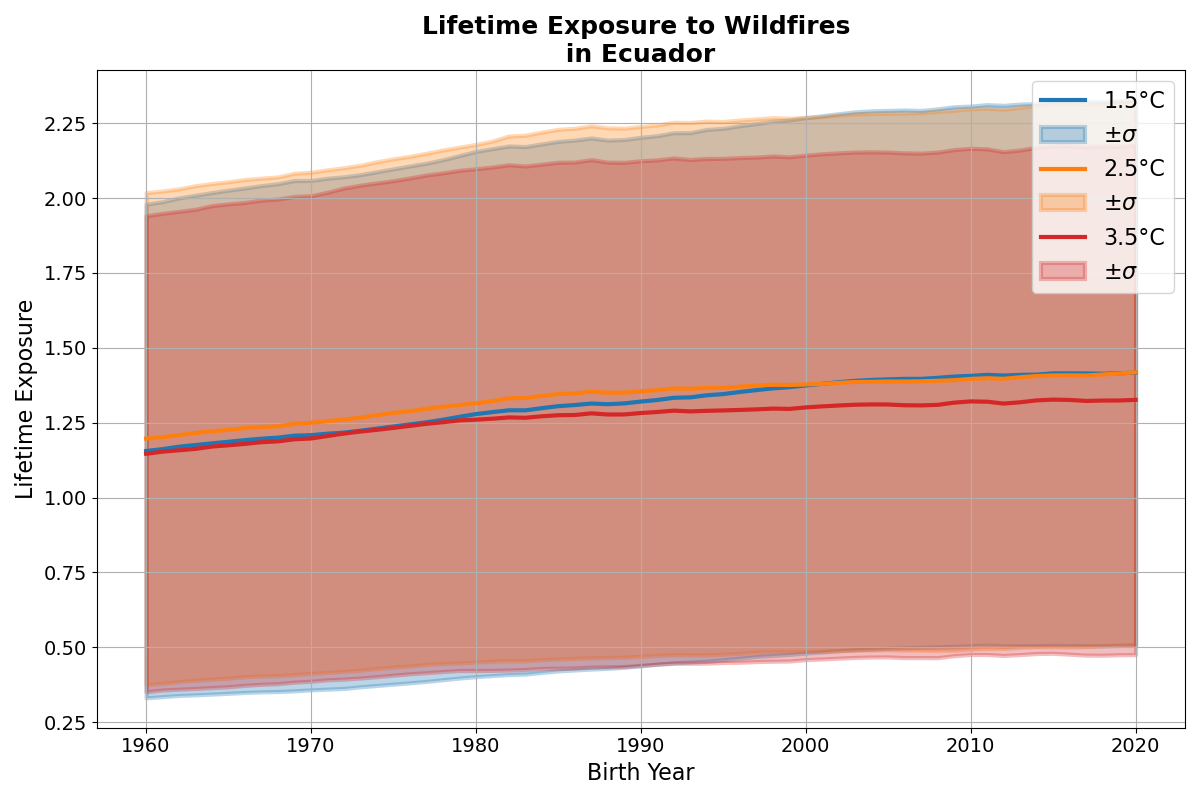 Lifetime Exposure to Wildfires
in Ecuador
Lifetime Exposure
2.25
2.00
1.75
1.50
1.25
1.00
0.75
0.50
0.25
1.5°C
±σ
2.5°C
±σ
3.5°C
±σ
1960
1970
1980
1990
2000
2010
2020
Birth Year